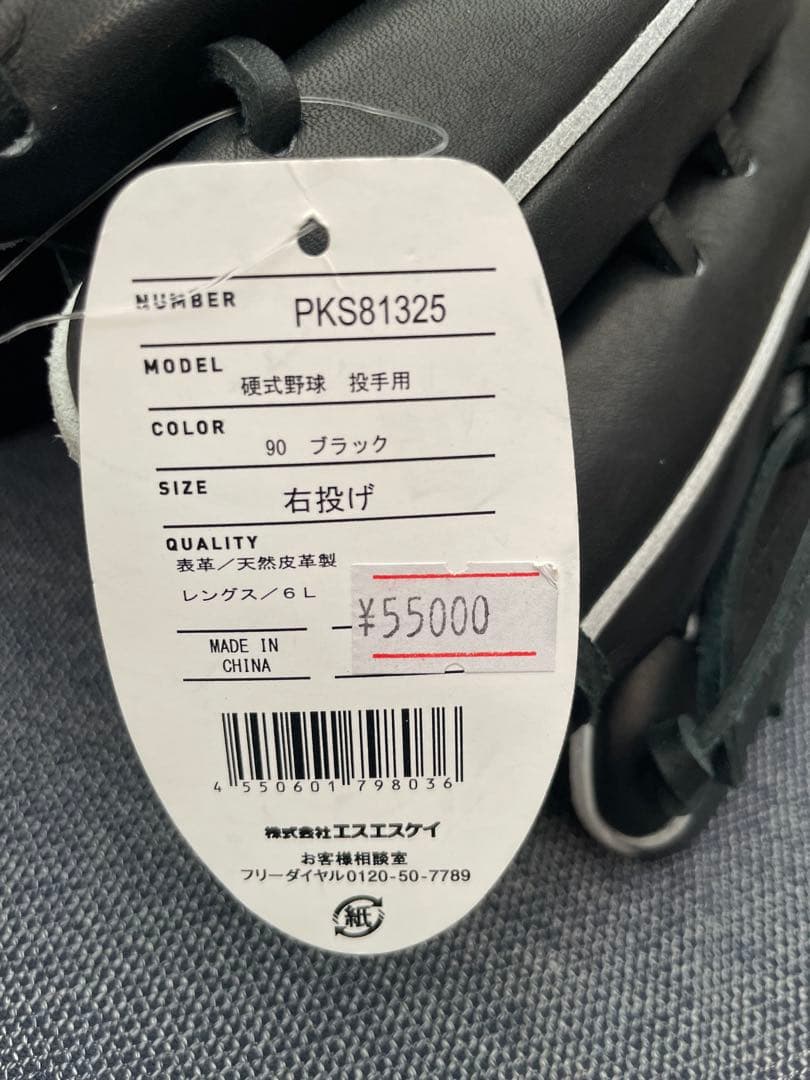 NUMBER PKS81325
MODEL 硬式野球 投手用
COLOR 90 ブラック
SIZE 右投げ
QUALITY
表革／天然皮革製
レングス／6L
¥55000
MADE IN
CHINA
4 550601 798036
株式会社エスエスケイ
お客様相談室
フリーダイヤル0120-50-7789
紙